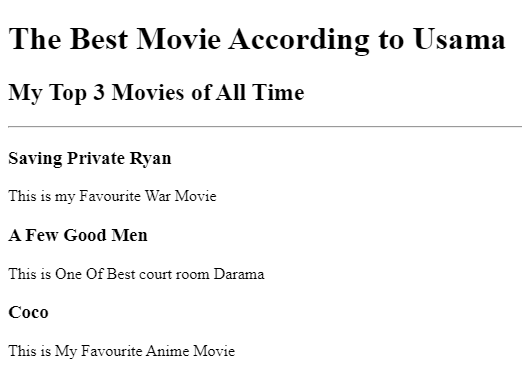 The Best Movie According to Usama
My Top 3 Movies of All Time
Saving Private Ryan
This is my Favourite War Movie
A Few Good Men
This is One Of Best court room Darama
Coco
This is My Favourite Anime Movie